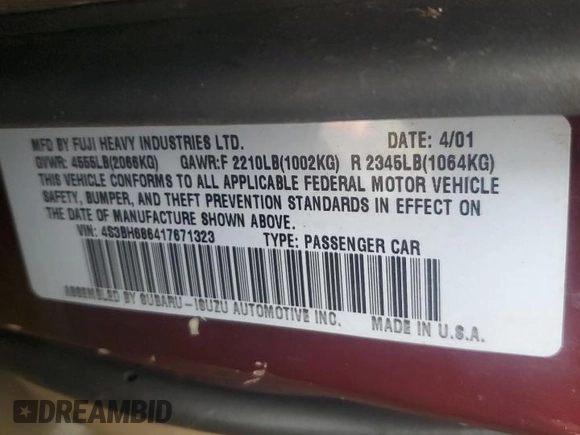 MFD BY FUJI HEAVY INDUSTRIES LTD. DATE: 4/01
GVWR: 4555LB(2066KG) GAWR:F 2210LB(1002KG) R 2345LB(1064KG)
THIS VEHICLE CONFORMS TO ALL APPLICABLE FEDERAL MOTOR VEHICLE
SAFETY, BUMPER, AND THEFT PREVENTION STANDARDS IN EFFECT ON
THE DATE OF MANUFACTURE SHOWN ABOVE.
VIN: 4S3BH686417671323 TYPE: PASSENGER CAR
ASSEMBLED BY SUBARU-ISUZU AUTOMOTIVE INC. MADE IN U.S.A.
DREAMBID